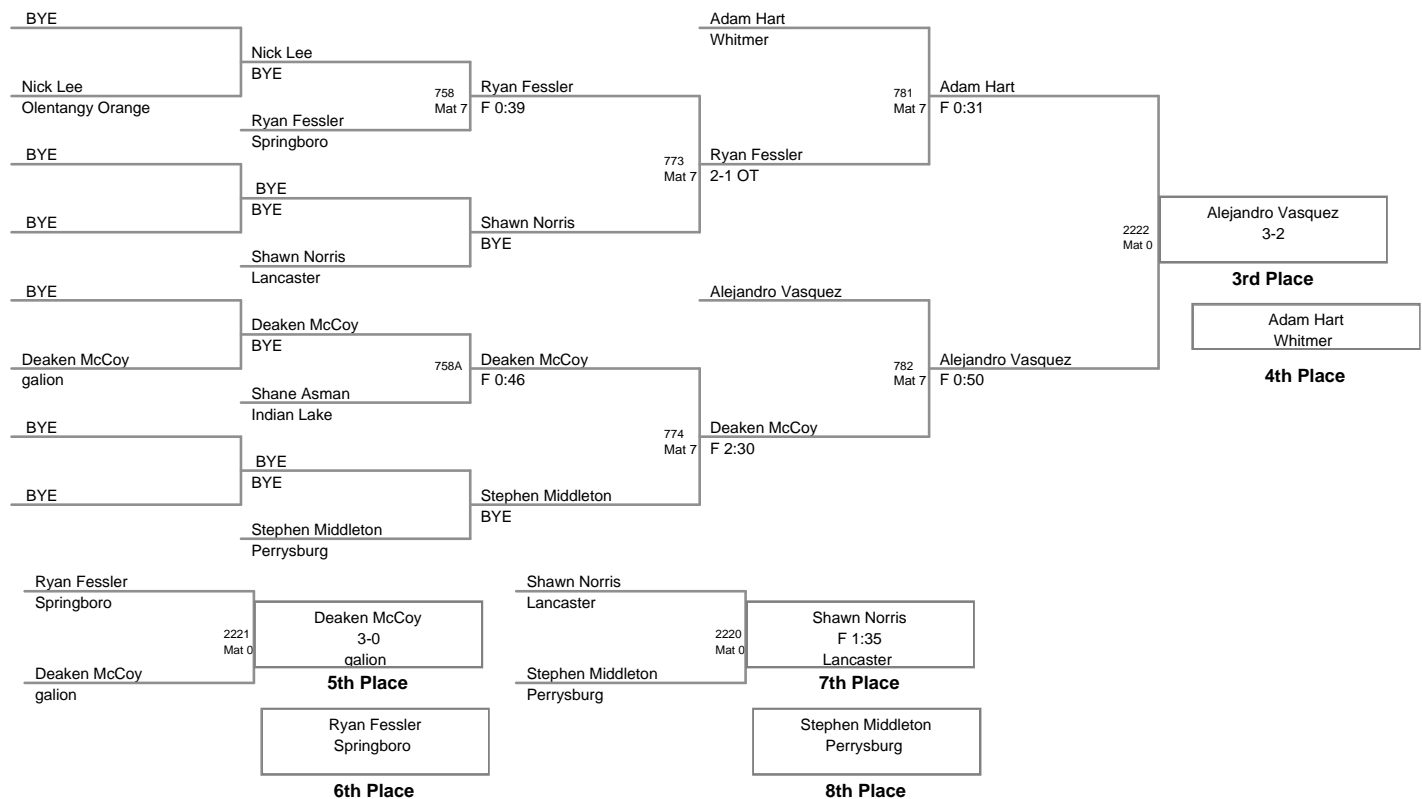 BYE
Nick Lee
BYE
Nick Lee
Olentangy Orange
758
Mat 7
Ryan Fessler
F 0:39
Ryan Fessler
Springboro
BYE
BYE
BYE
BYE
Shawn Norris
BYE
Shawn Norris
Lancaster
773
Mat 7
Ryan Fessler
2-1 OT
Adam Hart
Whitmer
781
Mat 7
Adam Hart
F 0:31
BYE
Deaken McCoy
BYE
Deaken McCoy
galion
758A
Deaken McCoy
F 0:46
Shane Asman
Indian Lake
BYE
BYE
BYE
BYE
Stephen Middleton
BYE
Stephen Middleton
Perrysburg
774
Mat 7
Deaken McCoy
F 2:30
Alejandro Vasquez
782
Mat 7
Alejandro Vasquez
F 0:50
2222
Mat 0
Alejandro Vasquez
3-2
3rd Place
Adam Hart
Whitmer
4th Place
Ryan Fessler
Springboro
2221
Mat 0
Deaken McCoy
galion
Deaken McCoy
3-0
galion
5th Place
Ryan Fessler
Springboro
6th Place
Shawn Norris
Lancaster
2220
Mat 0
Stephen Middleton
Perrysburg
Shawn Norris
F 1:35
Lancaster
7th Place
Stephen Middleton
Perrysburg
8th Place